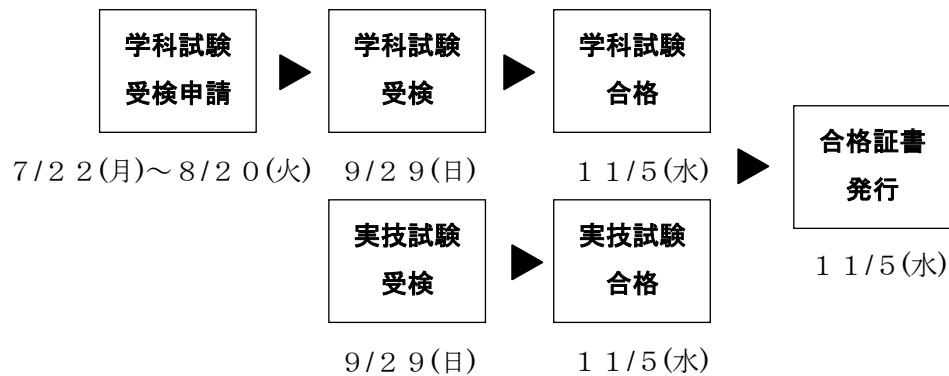 学科試験
受検申請
学科試験
受検
学科試験
合格
7/22(月)～8/20(火)
9/29(日)
11/5(水)
合格証書
発行
11/5(水)
実技試験
受検
実技試験
合格
9/29(日)
11/5(水)